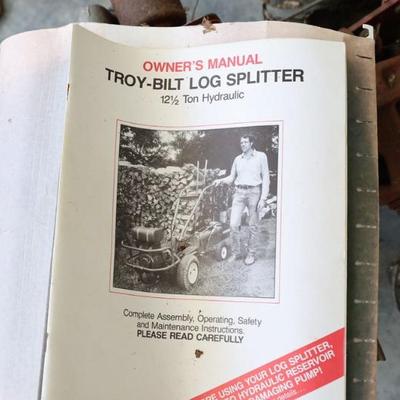 OWNER'S MANUAL
TROY-BILT LOG SPLITTER
12½ Ton Hydraulic
Complete Assembly, Operating, Safety
and Maintenance Instructions.
PLEASE READ CAREFULLY
USING YOUR LOG SPLITTER,
HYDRAULIC RESERVOIR
DAMAGING PUMP!
details